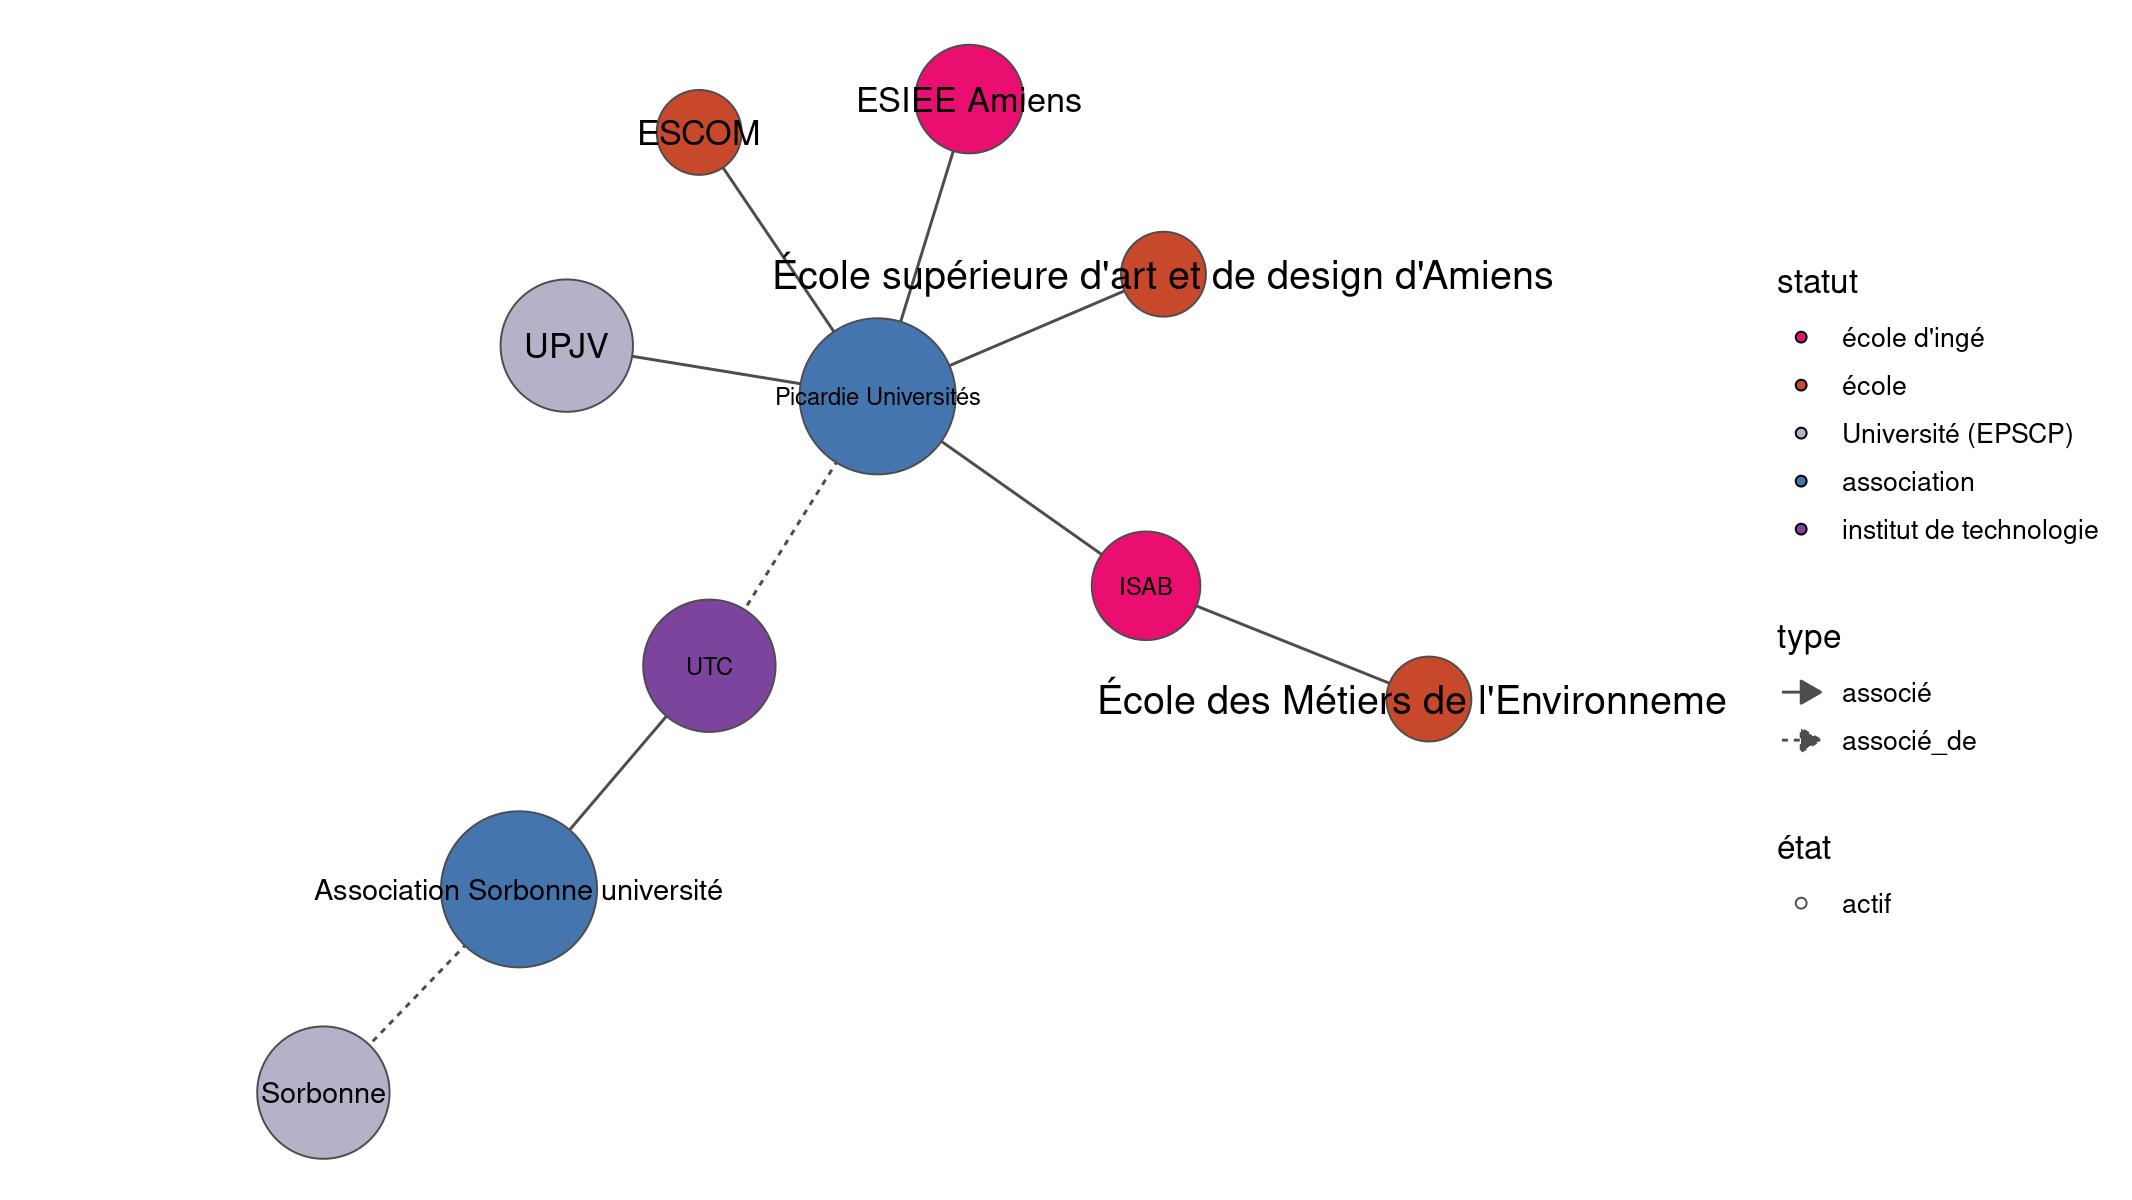 ESIEE Amiens
ESCOM
École supérieure d'art et de design d'Amiens
UPJV
Picardie Universités
ISAB
UTC
École des Métiers de l'Environneme
Association Sorbonne université
Sorbonne
statut
école d'ingé
école
Université (EPSCP)
association
institut de technologie
type
associé
associé_de
état
actif